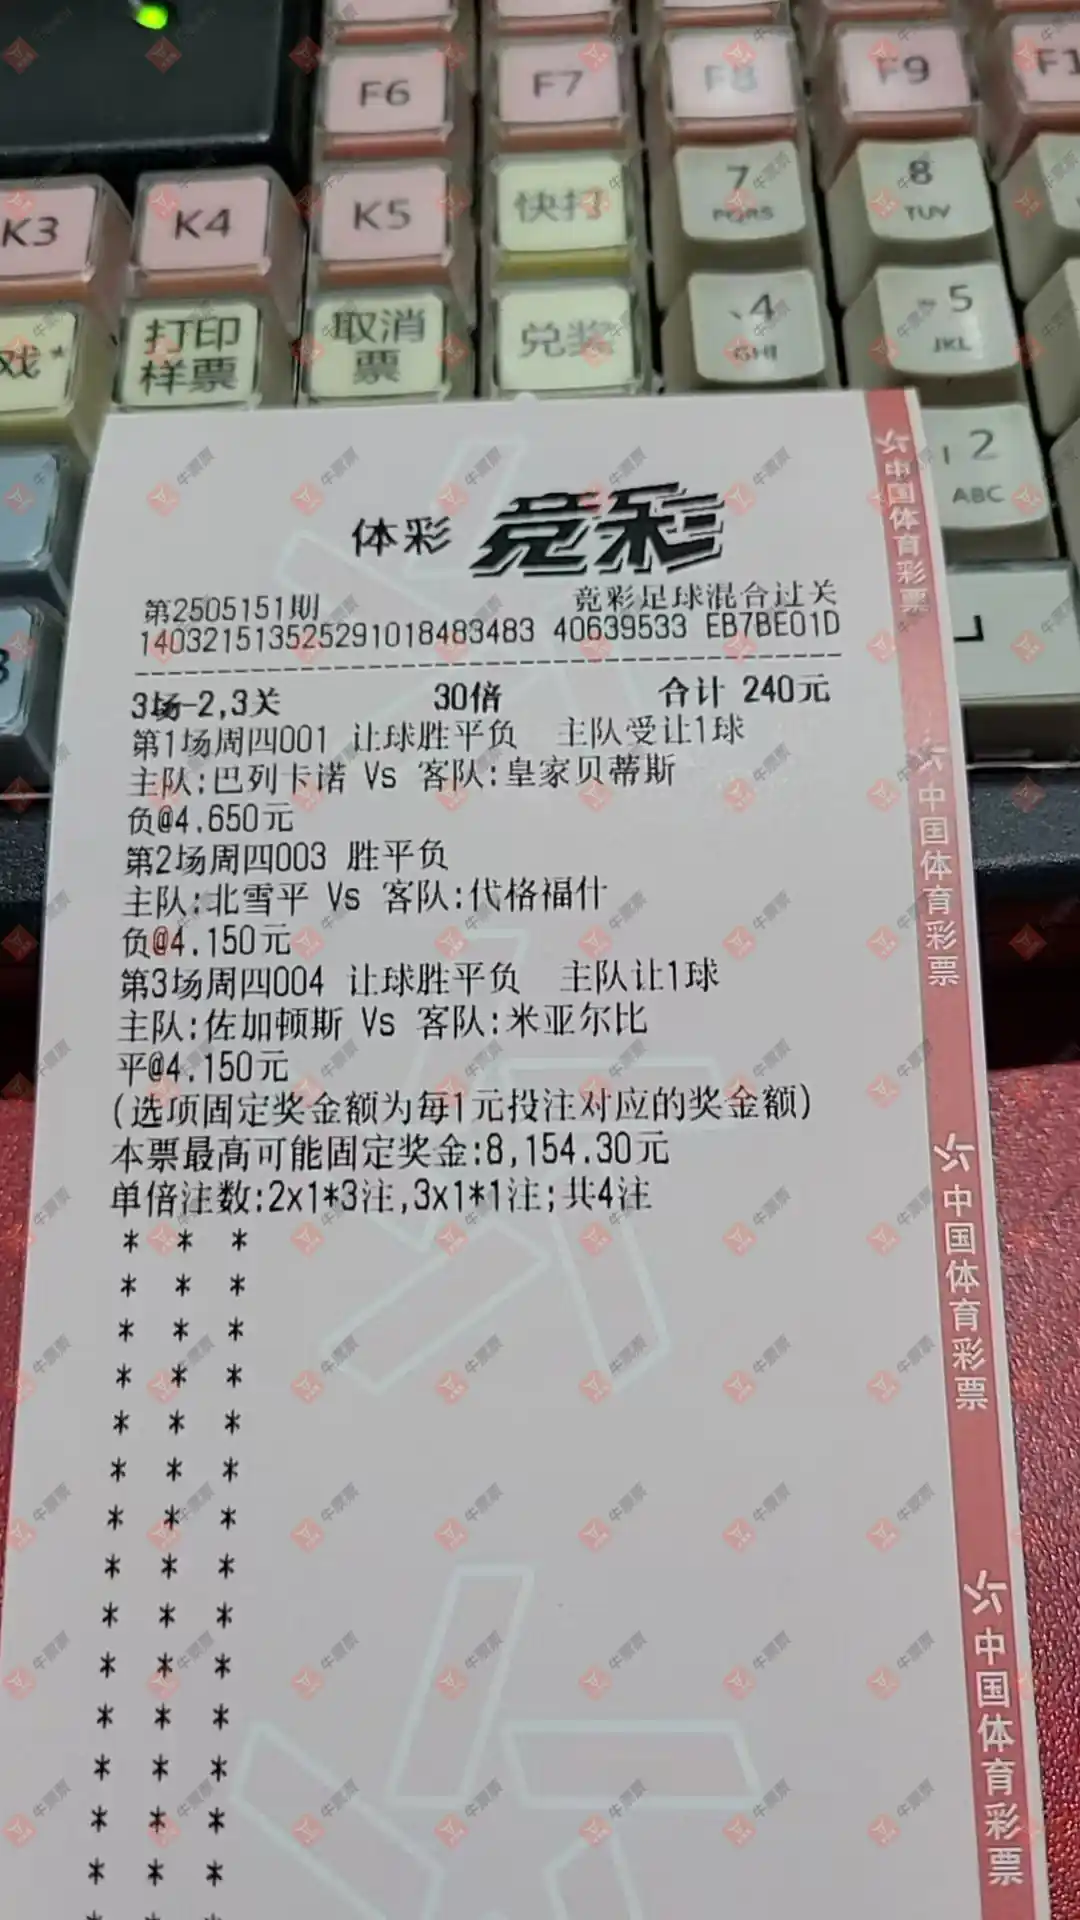 F6 F7 F8 F9 F1
K3 K4 K5 快打 7 PQRS 8 TUV
戏* 打印样票 取消票 兑奖 4 GHI 5 JKL
2 ABC
体彩 竞彩
第2505151期 竞彩足球混合过关
140321513525291018483483 40639533 EB7BE01D
3场-2,3关 30倍 合计 240元
第1场周四001 让球胜平负 主队受让1球
主队:巴列卡诺 Vs 客队:皇家贝蒂斯
负@4.650元
第2场周四003 胜平负
主队:北雪平 Vs 客队:代格福什
负@4.150元
第3场周四004 让球胜平负 主队让1球
主队:佐加顿斯 Vs 客队:米亚尔比
平@4.150元
(选项固定奖金额为每1元投注对应的奖金额)
本票最高可能固定奖金:8,154.30元
单倍注数:2x1*3注,3x1*1注;共4注
* * *
* * *
* * *
* * *
* * *
* * *
* * *
* * *
* * *
* * *
* * *
* * *
* * *
* * *
中国体育彩票
中国体育彩票
中国体育彩票
中国体育彩票
牛票票